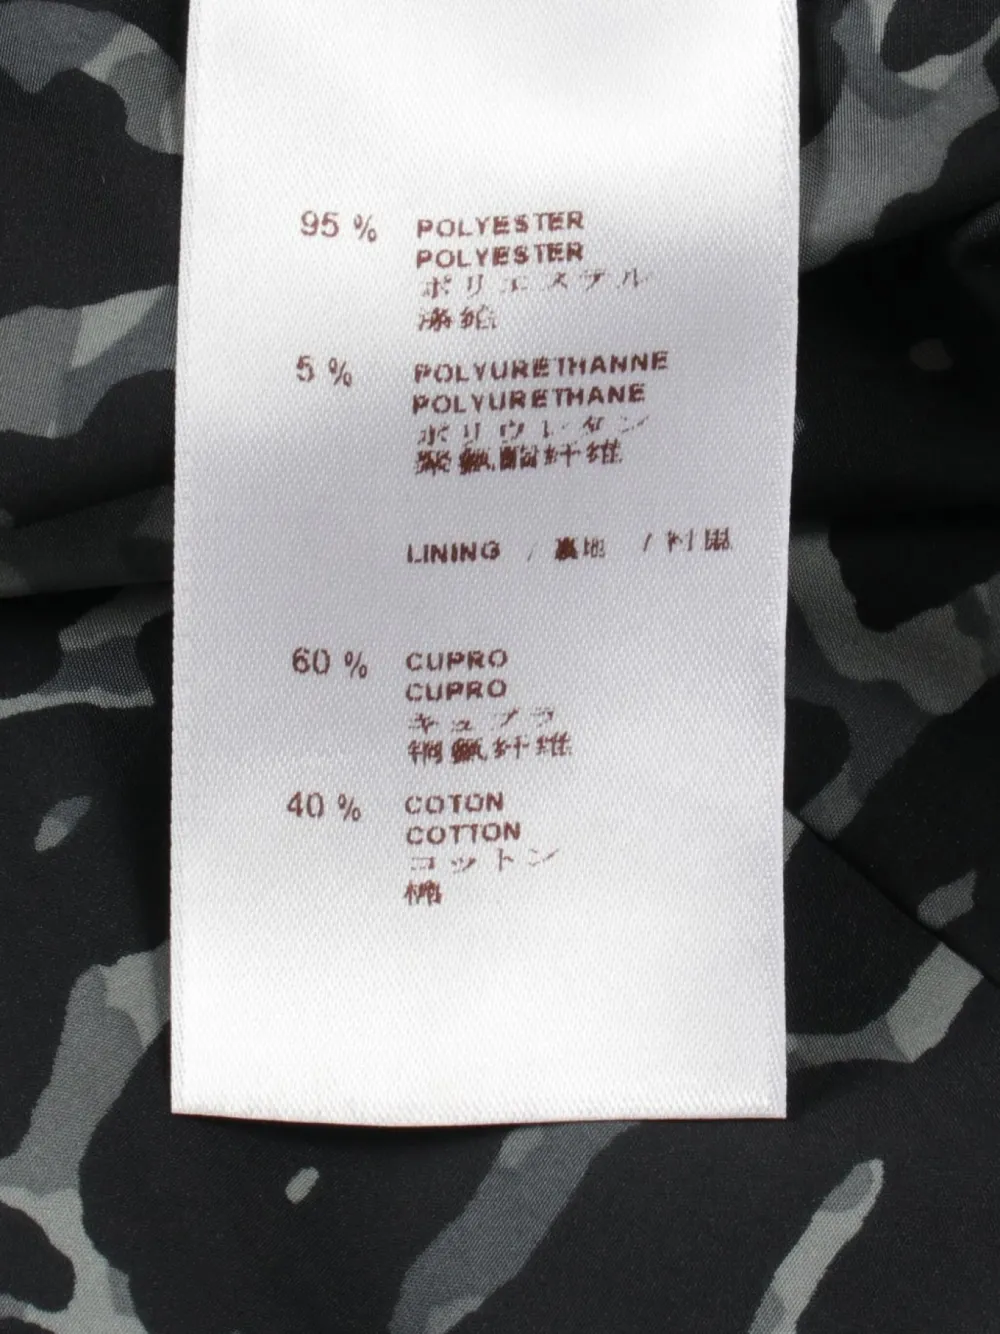 95 % POLYESTER
POLYESTER
ポリエステル
涤纶
5 % POLYURETHANNE
POLYURETHANE
ポリウレタン
聚氨酯纤维
LINING / 裏地 / 衬里
60 % CUPRO
CUPRO
キュプラ
铜氨纤维
40 % COTON
COTTON
コットン
棉